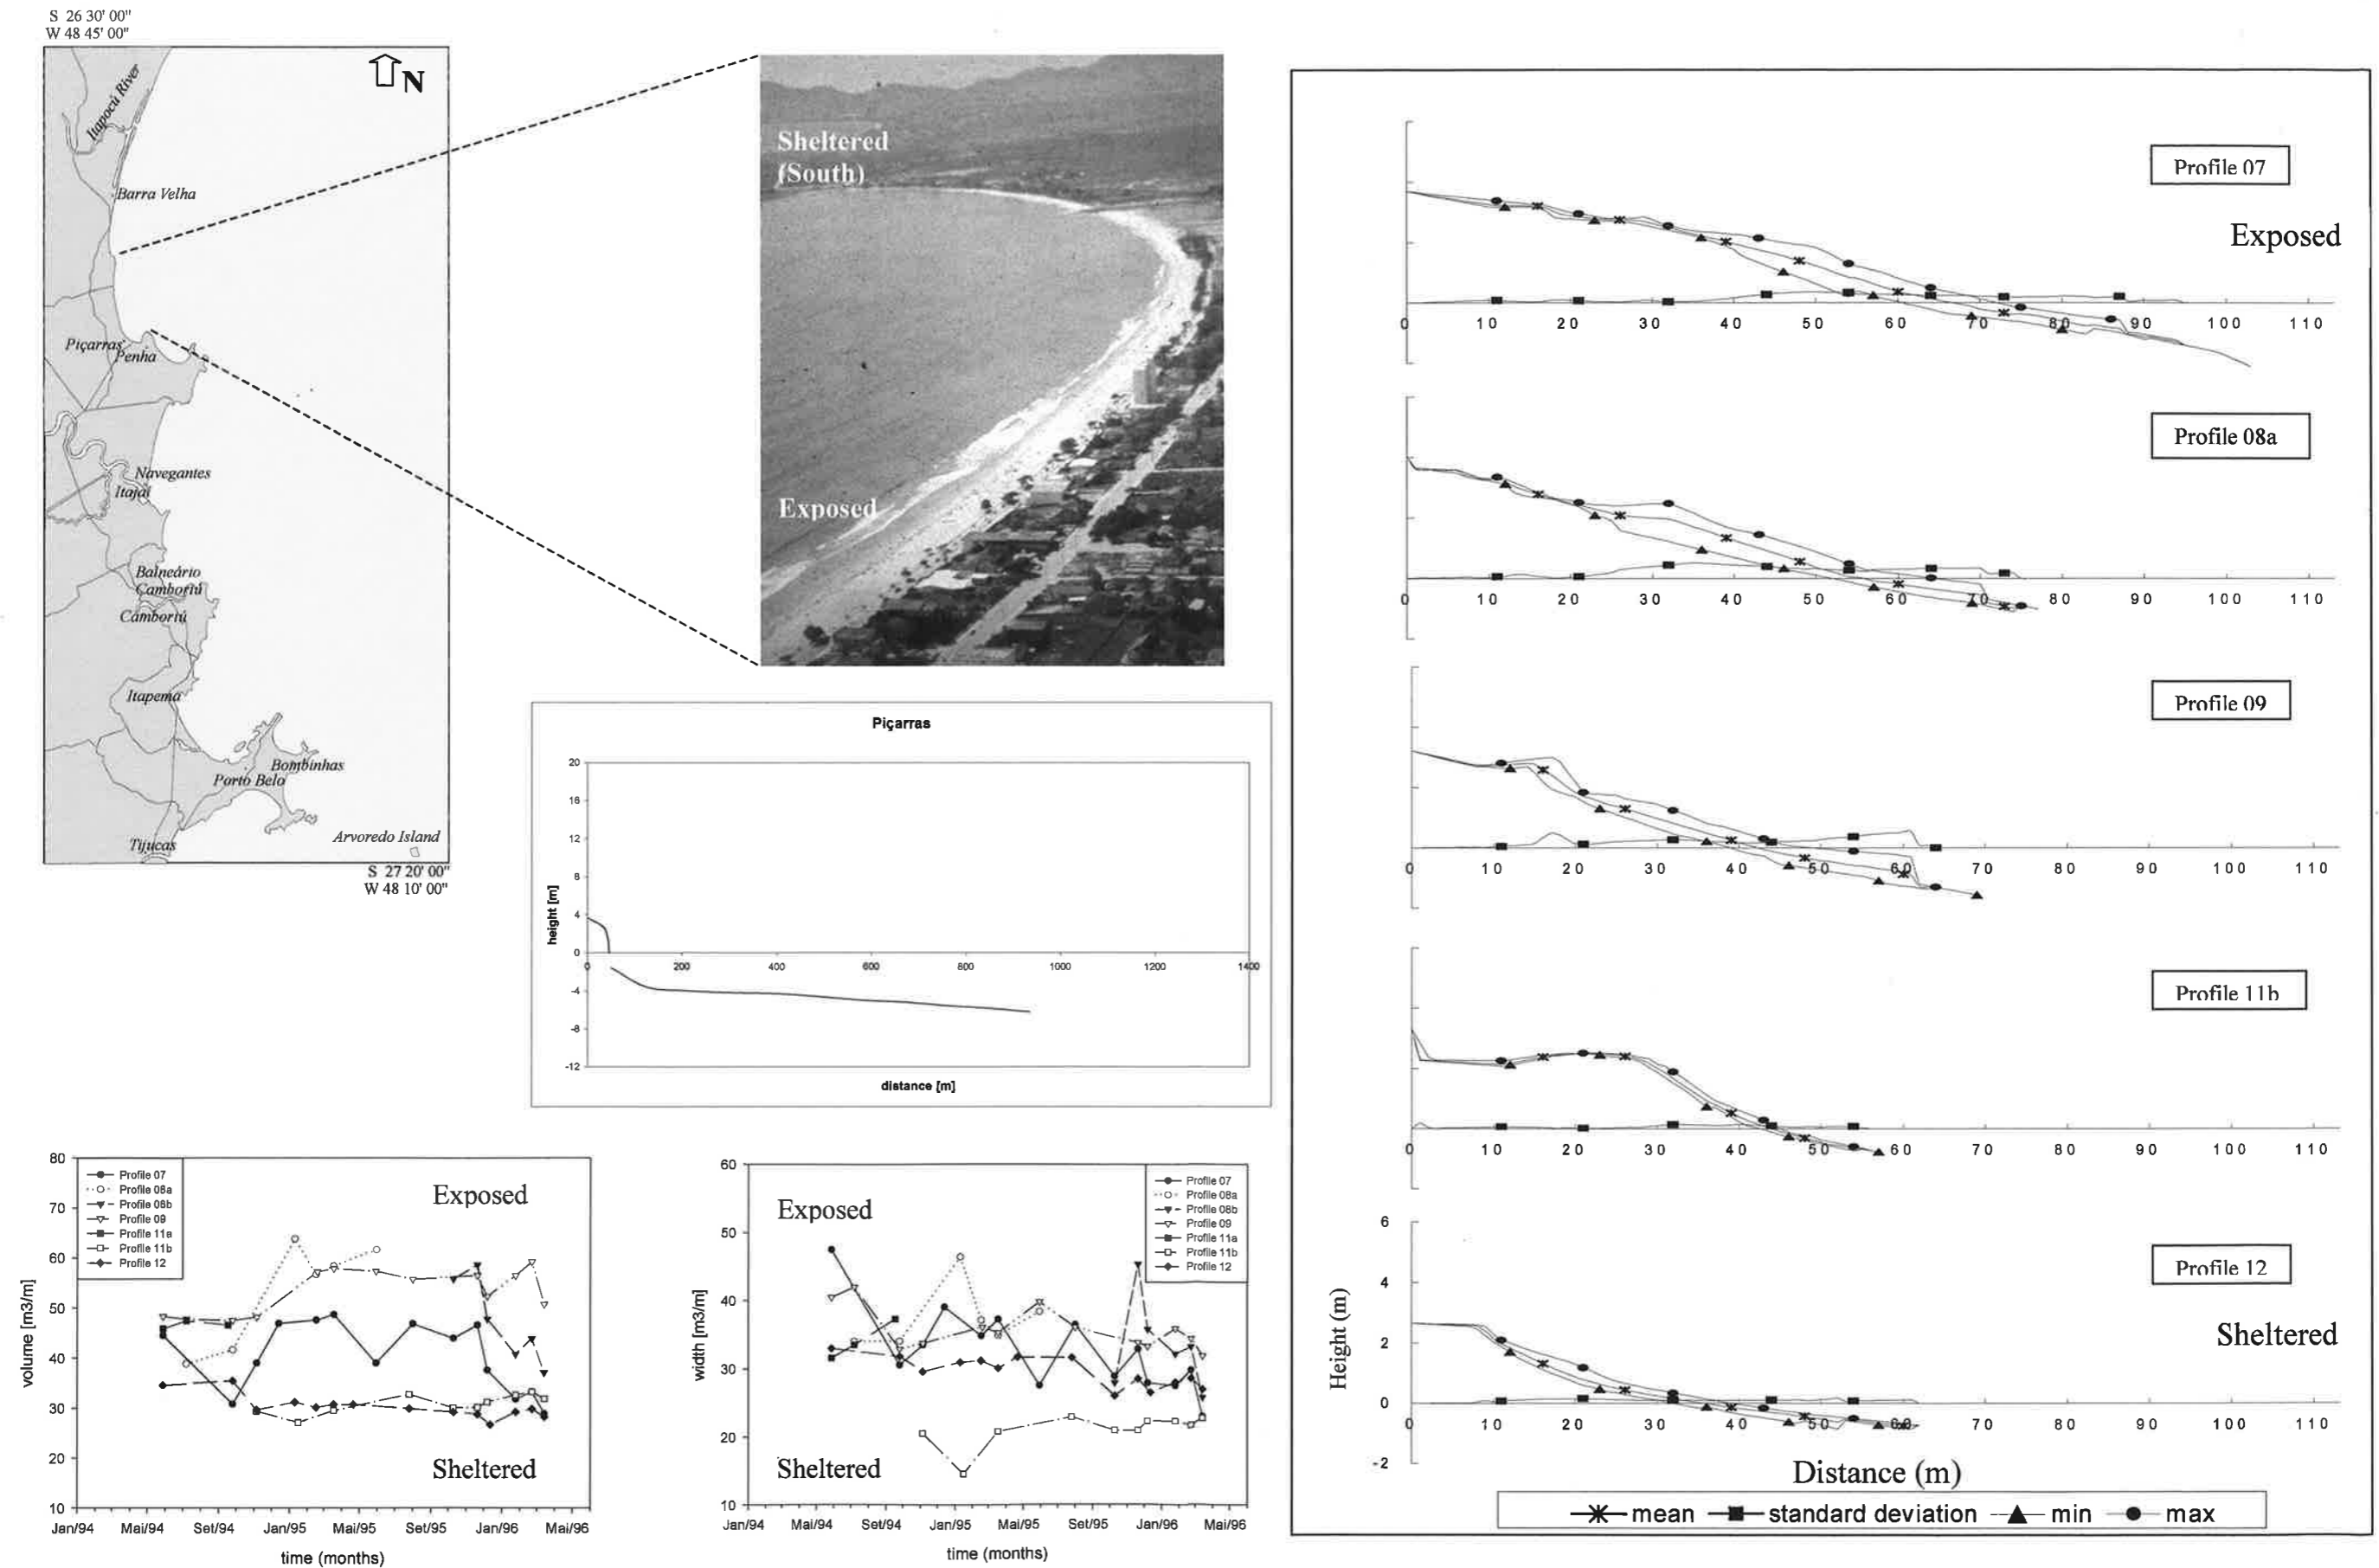 S 26 30' 00"
W 48 45' 00"
N
Itapocú River
Barra Velha
Piçarras
Penha
Navegantes
Itajaí
Balneário
Camboriú
Camboriú
Itapema
Bombinhas
Porto Belo
Tijucas
Arvoredo Island
S 27 20' 00"
W 48 10' 00"
Sheltered
(South)
Exposed
Piçarras
height [m]
20
16
12
8
4
0
-4
-8
-12
0 200 400 600 800 1000 1200 1400
distance [m]
volume [m3/m]
80
70
60
50
40
30
20
10
Profile 07
Profile 08a
Profile 08b
Profile 09
Profile 11a
Profile 11b
Profile 12
Exposed
Sheltered
Jan/94 Mai/94 Set/94 Jan/95 Mai/95 Set/95 Jan/96 Mai/96
time (months)
width [m3/m]
60
50
40
30
20
10
Exposed
Sheltered
Profile 07
Profile 08a
Profile 08b
Profile 09
Profile 11a
Profile 11b
Profile 12
Jan/94 Mai/94 Set/94 Jan/95 Mai/95 Set/95 Jan/96 Mai/96
time (months)
Profile 07
Exposed
0 10 20 30 40 50 60 70 80 90 100 110
Profile 08a
0 10 20 30 40 50 60 70 80 90 100 110
Profile 09
0 10 20 30 40 50 60 70 80 90 100 110
Profile 11b
0 10 20 30 40 50 60 70 80 90 100 110
Profile 12
Sheltered
Height (m)
6
4
2
0
-2
0 10 20 30 40 50 60 70 80 90 100 110
Distance (m)
mean standard deviation min max